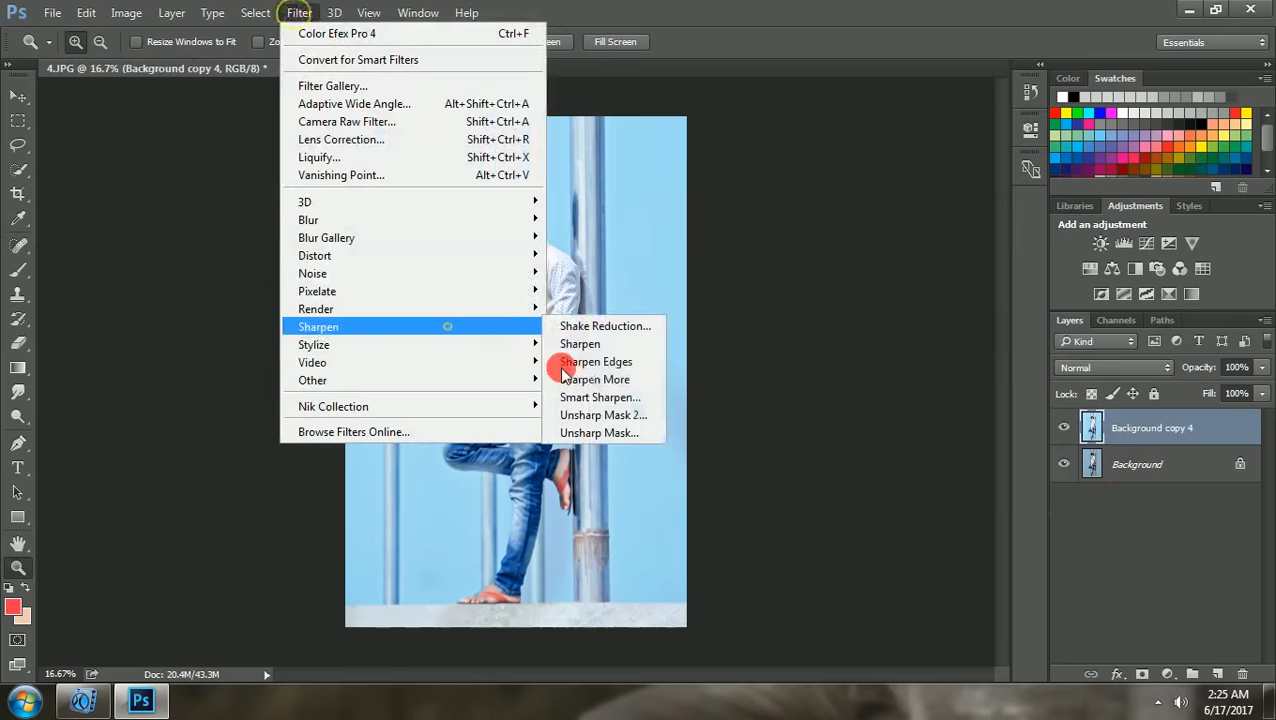 Ps File Edit Image Layer Type Select Filter 3D View Window Help
Resize Windows to Fit Fill Screen Essentials
4.JPG @ 16.7% (Background copy 4, RGB/8) *
Color Efex Pro 4 Ctrl+F
Convert for Smart Filters
Filter Gallery...
Adaptive Wide Angle... Alt+Shift+Ctrl+A
Camera Raw Filter... Shift+Ctrl+A
Lens Correction... Shift+Ctrl+R
Liquify... Shift+Ctrl+X
Vanishing Point... Alt+Ctrl+V
3D
Blur
Blur Gallery
Distort
Noise
Pixelate
Render
Sharpen
Stylize
Video
Other
Nik Collection
Browse Filters Online...
Shake Reduction...
Sharpen
Sharpen Edges
Sharpen More
Smart Sharpen...
Unsharp Mask 2...
Unsharp Mask...
Color Swatches
Libraries Adjustments Styles
Add an adjustment
Layers Channels Paths
Kind
Normal Opacity: 100%
Lock: Fill: 100%
Background copy 4
Background
16.67% Doc: 20.4M/43.3M
Ps
2:25 AM
6/17/2017